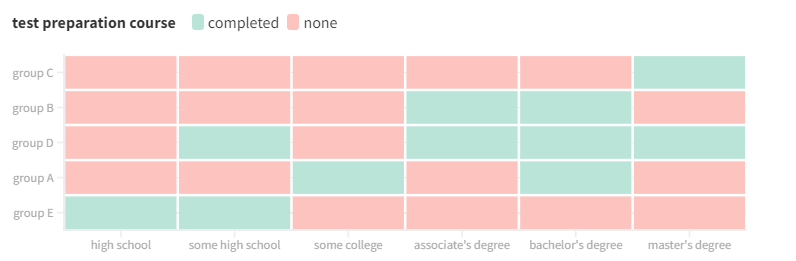 test preparation course completed none
group C
group B
group D
group A
group E
high school some high school some college associate's degree bachelor's degree master's degree